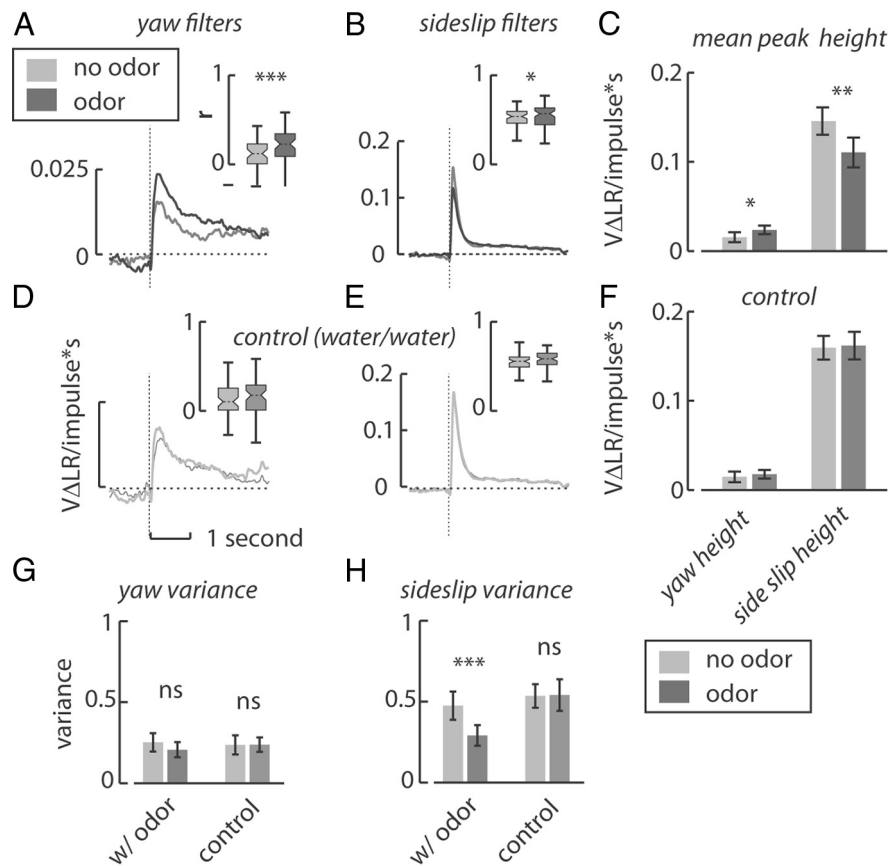 A
yaw filters
no odor
odor
1
***
r
0
0.025
0
B
sideslip filters
1
*
0
0.2
0.1
0
C
mean peak height
VΔLR/impulse*s
0.2
**
0.1
*
0
D
1
0
VΔLR/impulse*s
1 second
control (water/water)
E
1
0
0.2
0.1
0
F
control
VΔLR/impulse*s
0.2
0.1
0
yaw height
side slip height
G
yaw variance
variance
1
0.5
0
ns
ns
w/ odor
control
H
sideslip variance
1
0.5
0
***
ns
w/ odor
control
no odor
odor